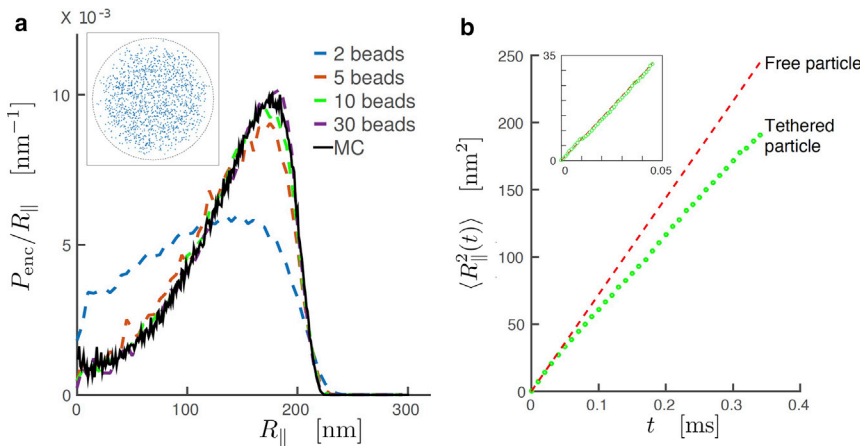 a
X 10⁻³
10
5
0
P_enc/R_∥ [nm⁻¹]
2 beads
5 beads
10 beads
30 beads
MC
0
100
200
300
R_∥ [nm]
b
250
200
150
100
50
0
⟨R²_∥(t)⟩ [nm²]
35
0
0
0.05
Free particle
Tethered
particle
0
0.1
0.2
0.3
0.4
t [ms]